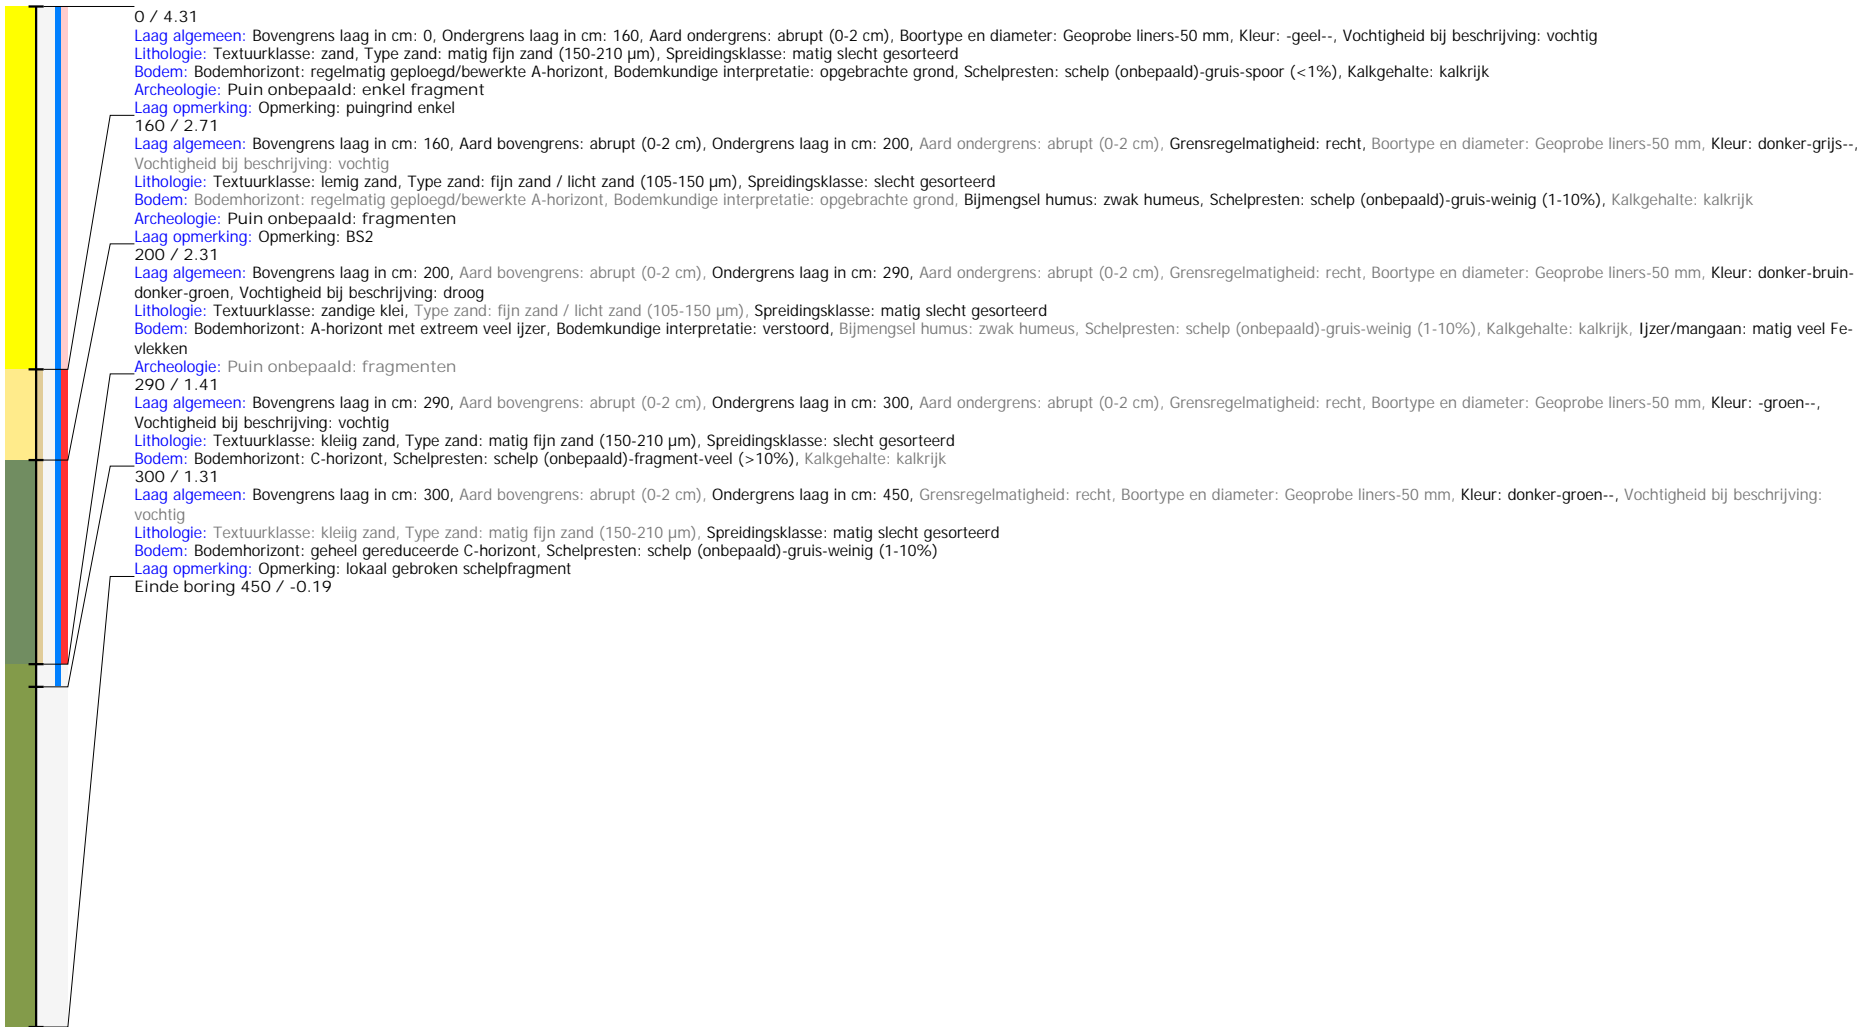 0 / 4.31
Laag algemeen: Bovengrens laag in cm: 0, Ondergrens laag in cm: 160, Aard ondergrens: abrupt (0-2 cm), Boortype en diameter: Geoprobe liners-50 mm, Kleur: -geel--, Vochtigheid bij beschrijving: vochtig
Lithologie: Textuurklasse: zand, Type zand: matig fijn zand (150-210 µm), Spreidingsklasse: matig slecht gesorteerd
Bodem: Bodemhorizont: regelmatig geploegd/bewerkte A-horizont, Bodemkundige interpretatie: opgebrachte grond, Schelpresten: schelp (onbepaald)-gruis-spoor (<1%), Kalkgehalte: kalkrijk
Archeologie: Puin onbepaald: enkel fragment
Laag opmerking: Opmerking: puingrind enkel
160 / 2.71
Laag algemeen: Bovengrens laag in cm: 160, Aard bovengrens: abrupt (0-2 cm), Ondergrens laag in cm: 200, Aard ondergrens: abrupt (0-2 cm), Grensregelmatigheid: recht, Boortype en diameter: Geoprobe liners-50 mm, Kleur: donker-grijs--,
Vochtigheid bij beschrijving: vochtig
Lithologie: Textuurklasse: lemig zand, Type zand: fijn zand / licht zand (105-150 µm), Spreidingsklasse: slecht gesorteerd
Bodem: Bodemhorizont: regelmatig geploegd/bewerkte A-horizont, Bodemkundige interpretatie: opgebrachte grond, Bijmengsel humus: zwak humeus, Schelpresten: schelp (onbepaald)-gruis-weinig (1-10%), Kalkgehalte: kalkrijk
Archeologie: Puin onbepaald: fragmenten
Laag opmerking: Opmerking: BS2
200 / 2.31
Laag algemeen: Bovengrens laag in cm: 200, Aard bovengrens: abrupt (0-2 cm), Ondergrens laag in cm: 290, Aard ondergrens: abrupt (0-2 cm), Grensregelmatigheid: recht, Boortype en diameter: Geoprobe liners-50 mm, Kleur: donker-bruin-
donker-groen, Vochtigheid bij beschrijving: droog
Lithologie: Textuurklasse: zandige klei, Type zand: fijn zand / licht zand (105-150 µm), Spreidingsklasse: matig slecht gesorteerd
Bodem: Bodemhorizont: A-horizont met extreem veel ijzer, Bodemkundige interpretatie: verstoord, Bijmengsel humus: zwak humeus, Schelpresten: schelp (onbepaald)-gruis-weinig (1-10%), Kalkgehalte: kalkrijk, Ijzer/mangaan: matig veel Fe-
vlekken
Archeologie: Puin onbepaald: fragmenten
290 / 1.41
Laag algemeen: Bovengrens laag in cm: 290, Aard bovengrens: abrupt (0-2 cm), Ondergrens laag in cm: 300, Aard ondergrens: abrupt (0-2 cm), Grensregelmatigheid: recht, Boortype en diameter: Geoprobe liners-50 mm, Kleur: -groen--,
Vochtigheid bij beschrijving: vochtig
Lithologie: Textuurklasse: kleiig zand, Type zand: matig fijn zand (150-210 µm), Spreidingsklasse: slecht gesorteerd
Bodem: Bodemhorizont: C-horizont, Schelpresten: schelp (onbepaald)-fragment-veel (>10%), Kalkgehalte: kalkrijk
300 / 1.31
Laag algemeen: Bovengrens laag in cm: 300, Aard bovengrens: abrupt (0-2 cm), Ondergrens laag in cm: 450, Grensregelmatigheid: recht, Boortype en diameter: Geoprobe liners-50 mm, Kleur: donker-groen--, Vochtigheid bij beschrijving:
vochtig
Lithologie: Textuurklasse: kleiig zand, Type zand: matig fijn zand (150-210 µm), Spreidingsklasse: matig slecht gesorteerd
Bodem: Bodemhorizont: geheel gereduceerde C-horizont, Schelpresten: schelp (onbepaald)-gruis-weinig (1-10%)
Laag opmerking: Opmerking: lokaal gebroken schelpfragment
Einde boring 450 / -0.19